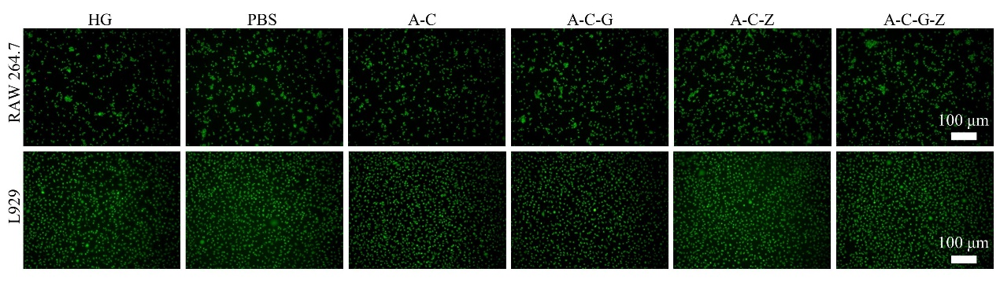 HG PBS A-C A-C-G A-C-Z A-C-G-Z
RAW 264.7
100 μm
L929
100 μm